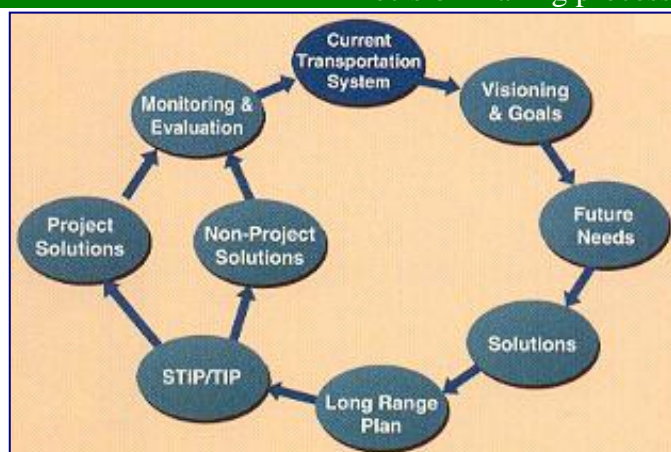 Current
Transportation
System
Visioning
& Goals
Future
Needs
Solutions
Long Range
Plan
STIP/TIP
Project
Solutions
Non-Project
Solutions
Monitoring &
Evaluation